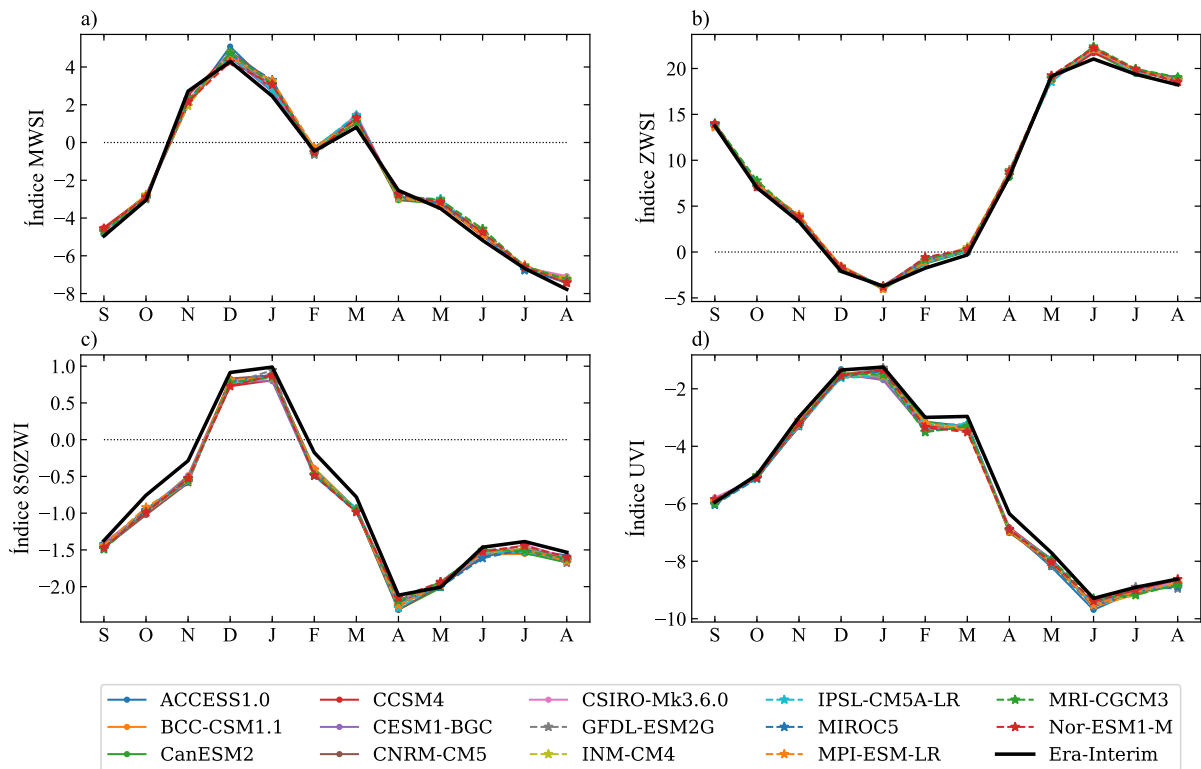 a)
Índice MWSI
4
2
0
−2
−4
−6
−8
S O N D J F M A M J J A
b)
Índice ZWSI
20
15
10
5
0
−5
S O N D J F M A M J J A
c)
Índice 850ZWI
1.0
0.5
0.0
−0.5
−1.0
−1.5
−2.0
S O N D J F M A M J J A
d)
Índice UVI
−2
−4
−6
−8
−10
S O N D J F M A M J J A
ACCESS1.0 CCSM4 CSIRO-Mk3.6.0 IPSL-CM5A-LR MRI-CGCM3
BCC-CSM1.1 CESM1-BGC GFDL-ESM2G MIROC5 Nor-ESM1-M
CanESM2 CNRM-CM5 INM-CM4 MPI-ESM-LR Era-Interim